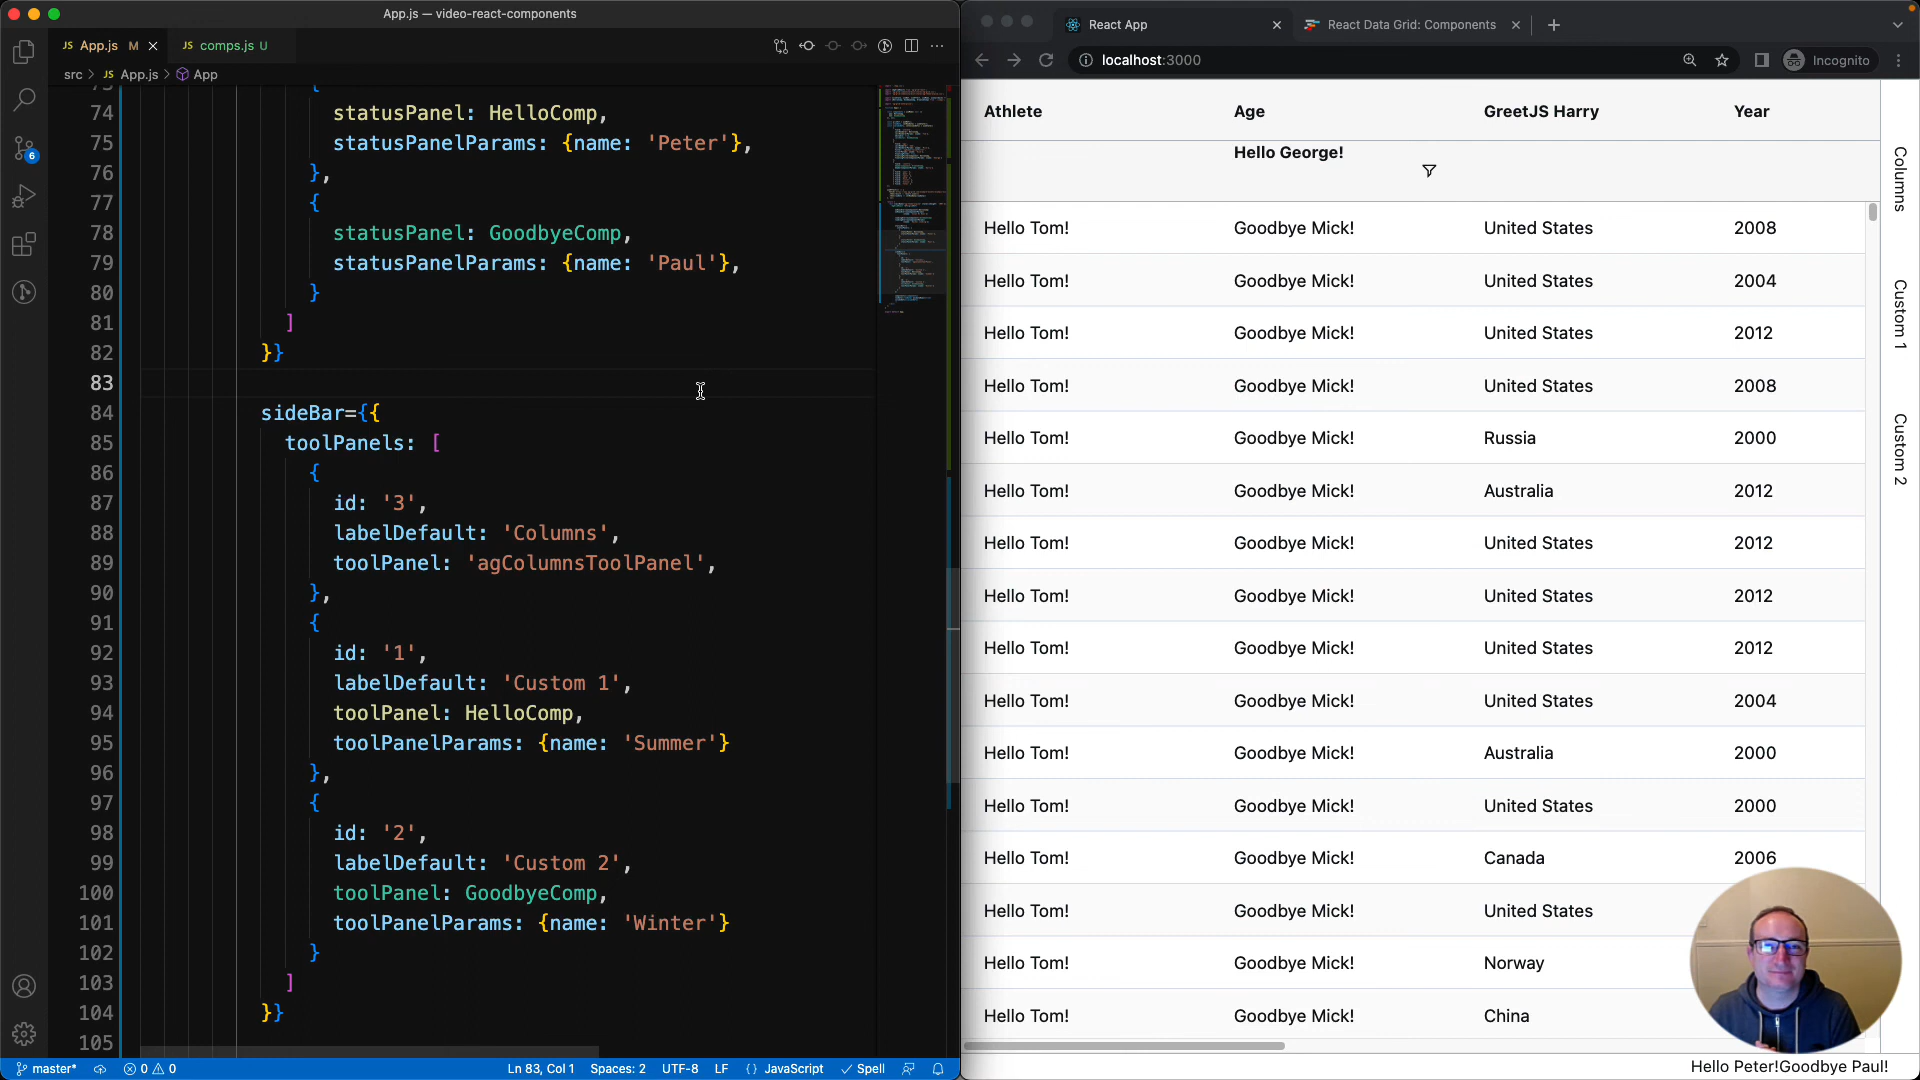 App.js — video-react-components
JS App.js M
JS comps.js U
src > JS App.js > App
74 statusPanel: HelloComp,
75 statusPanelParams: {name: 'Peter'},
76 },
77 {
78 statusPanel: GoodbyeComp,
79 statusPanelParams: {name: 'Paul'},
80 }
81 ]
82 }}
83
84 sideBar={{
85 toolPanels: [
86 {
87 id: '3',
88 labelDefault: 'Columns',
89 toolPanel: 'agColumnsToolPanel',
90 },
91 {
92 id: '1',
93 labelDefault: 'Custom 1',
94 toolPanel: HelloComp,
95 toolPanelParams: {name: 'Summer'}
96 },
97 {
98 id: '2',
99 labelDefault: 'Custom 2',
100 toolPanel: GoodbyeComp,
101 toolPanelParams: {name: 'Winter'}
102 }
103 ]
104 }}
105
6
master* 0 0 Ln 83, Col 1 Spaces: 2 UTF-8 LF {} JavaScript Spell
React App
React Data Grid: Components
localhost:3000
Incognito
Athlete Age GreetJS Harry Year
Hello George!
Hello Tom! Goodbye Mick! United States 2008
Hello Tom! Goodbye Mick! United States 2004
Hello Tom! Goodbye Mick! United States 2012
Hello Tom! Goodbye Mick! United States 2008
Hello Tom! Goodbye Mick! Russia 2000
Hello Tom! Goodbye Mick! Australia 2012
Hello Tom! Goodbye Mick! United States 2012
Hello Tom! Goodbye Mick! United States 2012
Hello Tom! Goodbye Mick! United States 2012
Hello Tom! Goodbye Mick! United States 2004
Hello Tom! Goodbye Mick! Australia 2000
Hello Tom! Goodbye Mick! United States 2000
Hello Tom! Goodbye Mick! Canada 2006
Hello Tom! Goodbye Mick! United States
Hello Tom! Goodbye Mick! Norway
Hello Tom! Goodbye Mick! China
Columns
Custom 1
Custom 2
Hello Peter!Goodbye Paul!